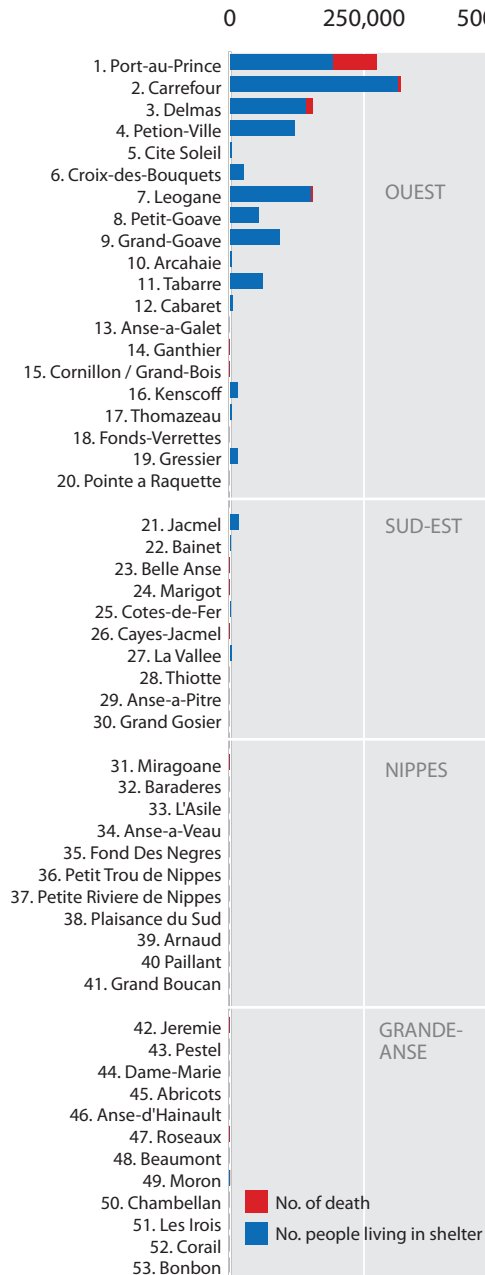 0 250,000 500
1. Port-au-Prince
2. Carrefour
3. Delmas
4. Petion-Ville
5. Cite Soleil
6. Croix-des-Bouquets
7. Leogane
OUEST
8. Petit-Goave
9. Grand-Goave
10. Arcahaie
11. Tabarre
12. Cabaret
13. Anse-a-Galet
14. Ganthier
15. Cornillon / Grand-Bois
16. Kenscoff
17. Thomazeau
18. Fonds-Verrettes
19. Gressier
20. Pointe a Raquette
21. Jacmel
SUD-EST
22. Bainet
23. Belle Anse
24. Marigot
25. Cotes-de-Fer
26. Cayes-Jacmel
27. La Vallee
28. Thiotte
29. Anse-a-Pitre
30. Grand Gosier
31. Miragoane
NIPPES
32. Baraderes
33. L'Asile
34. Anse-a-Veau
35. Fond Des Negres
36. Petit Trou de Nippes
37. Petite Riviere de Nippes
38. Plaisance du Sud
39. Arnaud
40 Paillant
41. Grand Boucan
42. Jeremie
GRANDE-
ANSE
43. Pestel
44. Dame-Marie
45. Abricots
46. Anse-d'Hainault
47. Roseaux
48. Beaumont
49. Moron
50. Chambellan
51. Les Irois
52. Corail
53. Bonbon
No. of death
No. people living in shelter